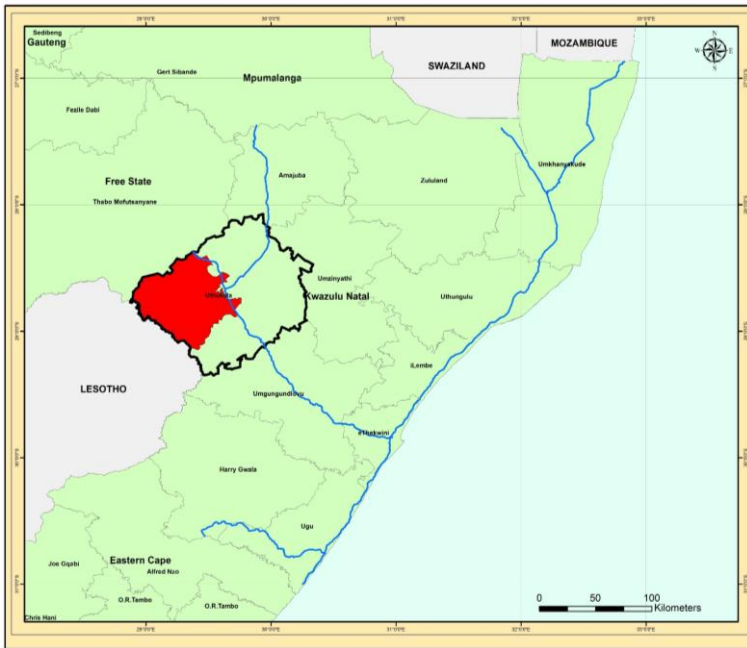 Sedibeng
Gauteng
MOZAMBIQUE
SWAZILAND
Gert Sibande
Mpumalanga
Fezile Dabi
Umkhanyakude
Amajuba
Zululand
Free State
Thabo Mofutsanyane
Umzinyathi
Kwazulu Natal
Uthungulu
iLembe
LESOTHO
Umgungundlovu
eThekwini
Harry Gwala
Ugu
Joe Gqabi
Eastern Cape
Alfred Nzo
O.R.Tambo
O.R.Tambo
Chris Hani
N
W
E
S
0 50 100
Kilometers